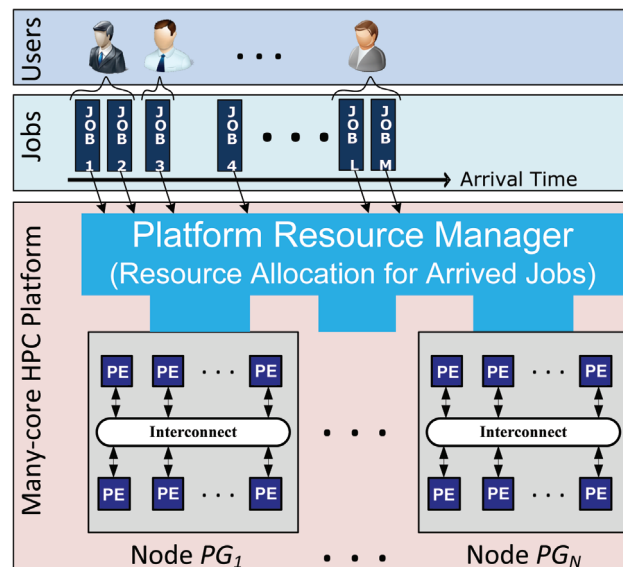 Users
. . .
Jobs
JOB 1
JOB 2
JOB 3
JOB 4
. . .
JOB L
JOB M
Arrival Time
Many-core HPC Platform
Platform Resource Manager
(Resource Allocation for Arrived Jobs)
PE PE . . . PE
Interconnect
PE PE . . . PE
. . .
PE PE . . . PE
Interconnect
PE PE . . . PE
Node PG1
. . .
Node PGN